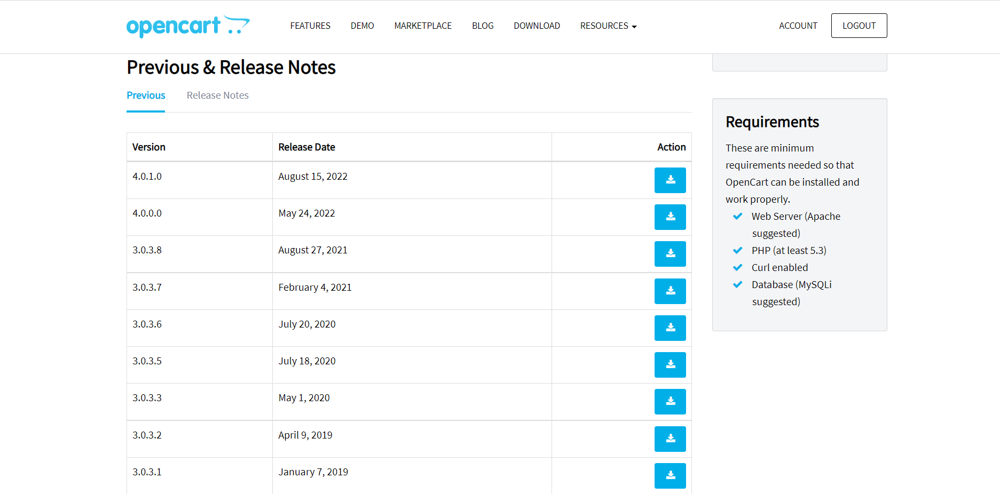 opencart FEATURES DEMO MARKETPLACE BLOG DOWNLOAD RESOURCES ACCOUNT LOGOUT
Previous & Release Notes
Previous Release Notes
Version Release Date Action
4.0.1.0 August 15, 2022
4.0.0.0 May 24, 2022
3.0.3.8 August 27, 2021
3.0.3.7 February 4, 2021
3.0.3.6 July 20, 2020
3.0.3.5 July 18, 2020
3.0.3.3 May 1, 2020
3.0.3.2 April 9, 2019
3.0.3.1 January 7, 2019
Requirements
These are minimum
requirements needed so that
OpenCart can be installed and
work properly.
Web Server (Apache
suggested)
PHP (at least 5.3)
Curl enabled
Database (MySQLi
suggested)